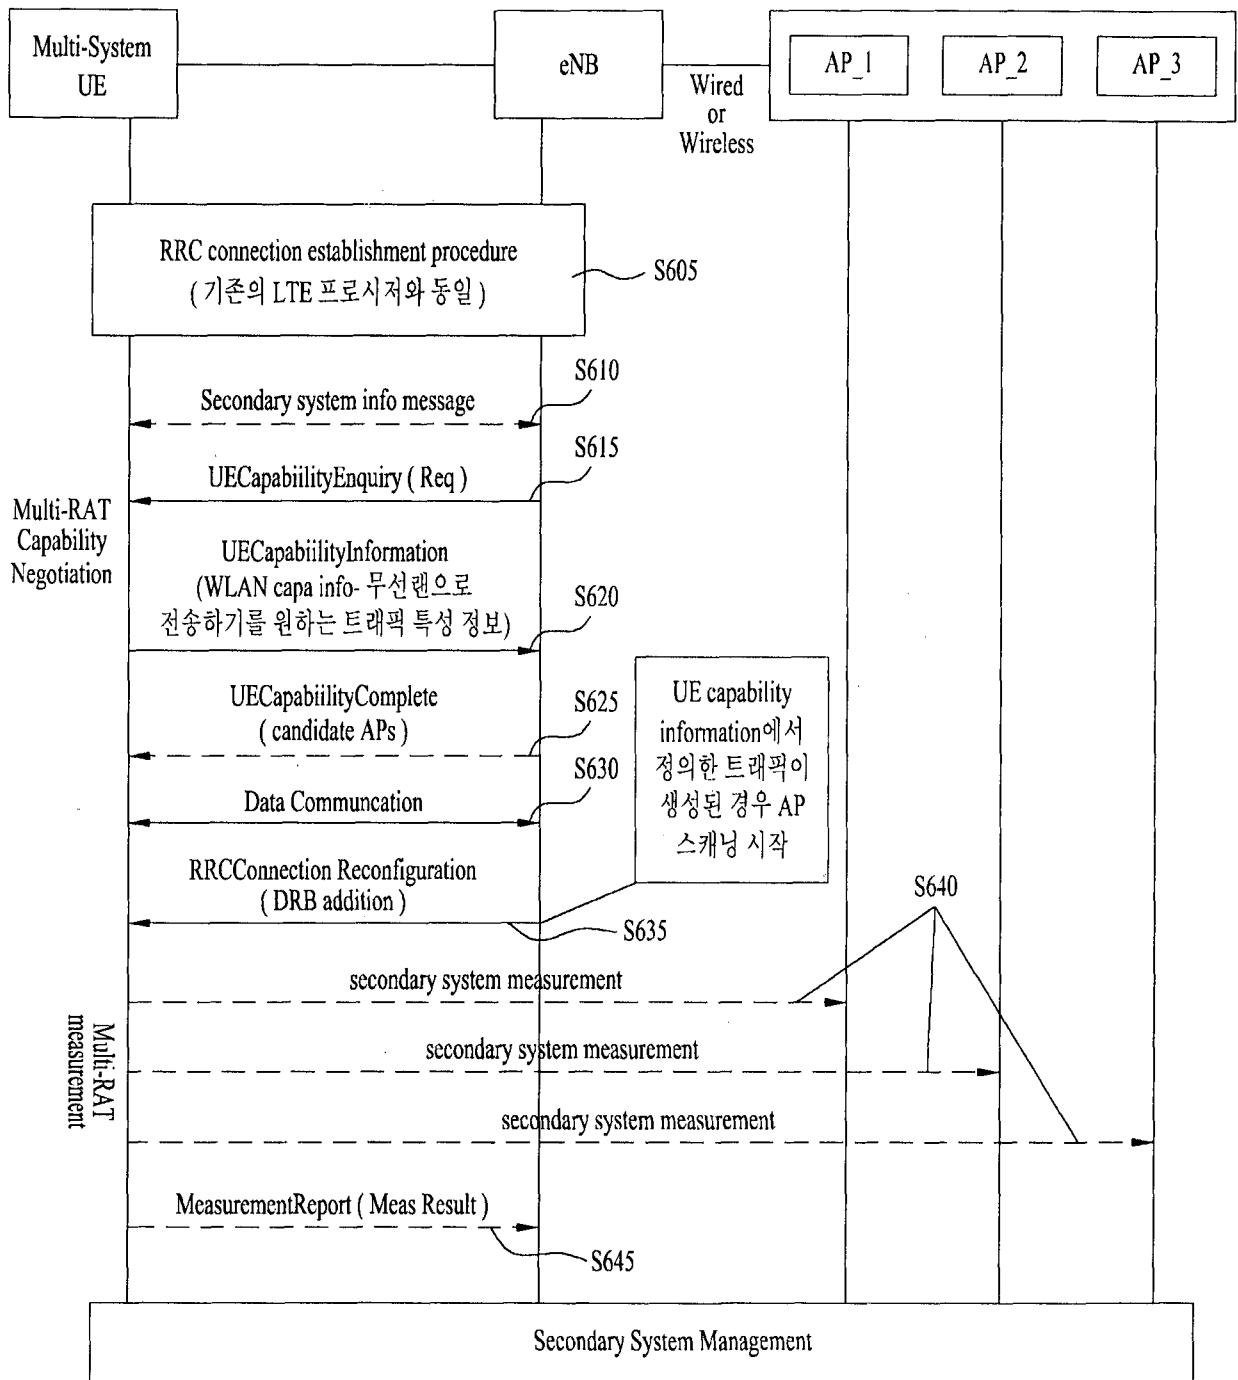 Multi-System
UE
eNB
Wired
or
Wireless
AP_1
AP_2
AP_3
RRC connection establishment procedure
( 기존의 LTE 프로시저와 동일 )
S605
S610
Secondary system info message
S615
UECapabiilityEnquiry ( Req )
Multi-RAT
Capability
Negotiation
UECapabiilityInformation
(WLAN capa info- 무선랜으로
전송하기를 원하는 트래픽 특성 정보)
S620
UECapabiilityComplete
( candidate APs )
S625
UE capability
information에서
정의한 트래픽이
생성된 경우 AP
스캐닝 시작
S630
Data Communcation
RRCConnection Reconfiguration
( DRB addition )
S635
S640
secondary system measurement
Multi-RAT
measurement
secondary system measurement
secondary system measurement
MeasurementReport ( Meas Result )
S645
Secondary System Management